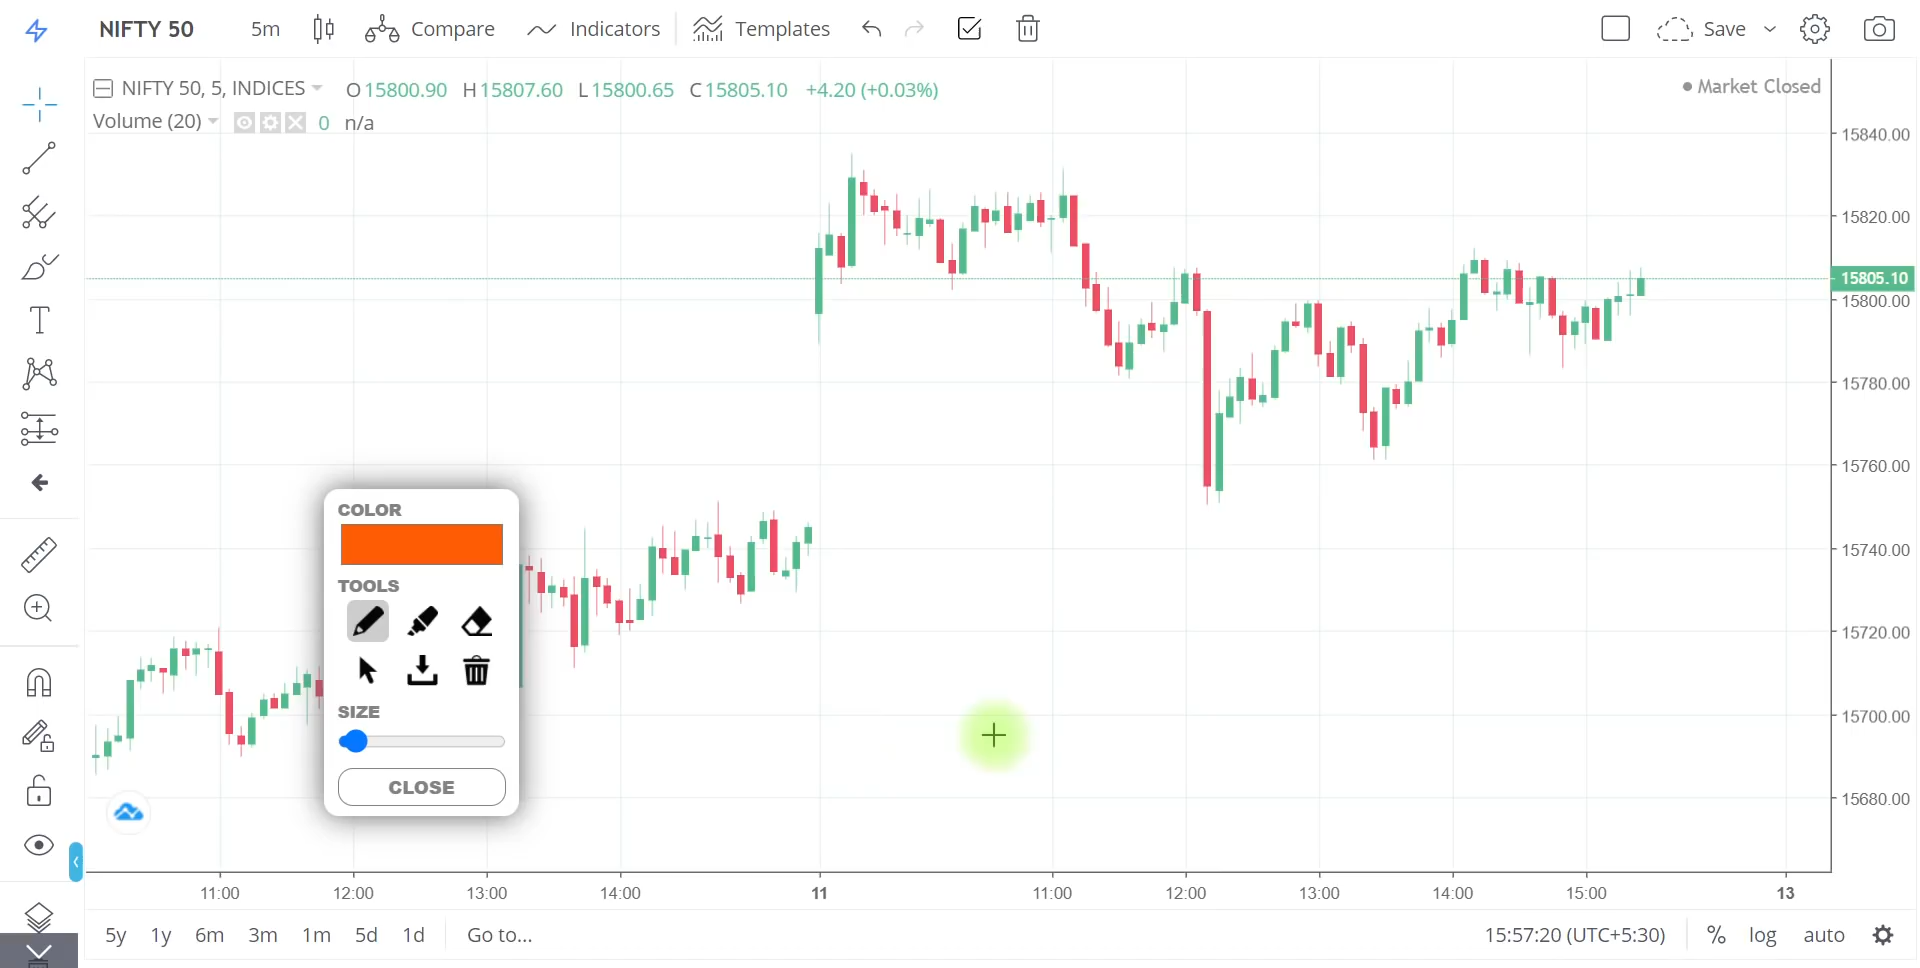 NIFTY 50 5m Compare Indicators Templates Save
NIFTY 50, 5, INDICES O15800.90 H15807.60 L15800.65 C15805.10 +4.20 (+0.03%)
Market Closed
Volume (20) 0 n/a
15840.00
15820.00
15805.10
15800.00
15780.00
15760.00
15740.00
15720.00
15700.00
15680.00
T
COLOR
TOOLS
SIZE
CLOSE
11:00 12:00 13:00 14:00 11 11:00 12:00 13:00 14:00 15:00 13
5y 1y 6m 3m 1m 5d 1d Go to... 15:57:20 (UTC+5:30) % log auto